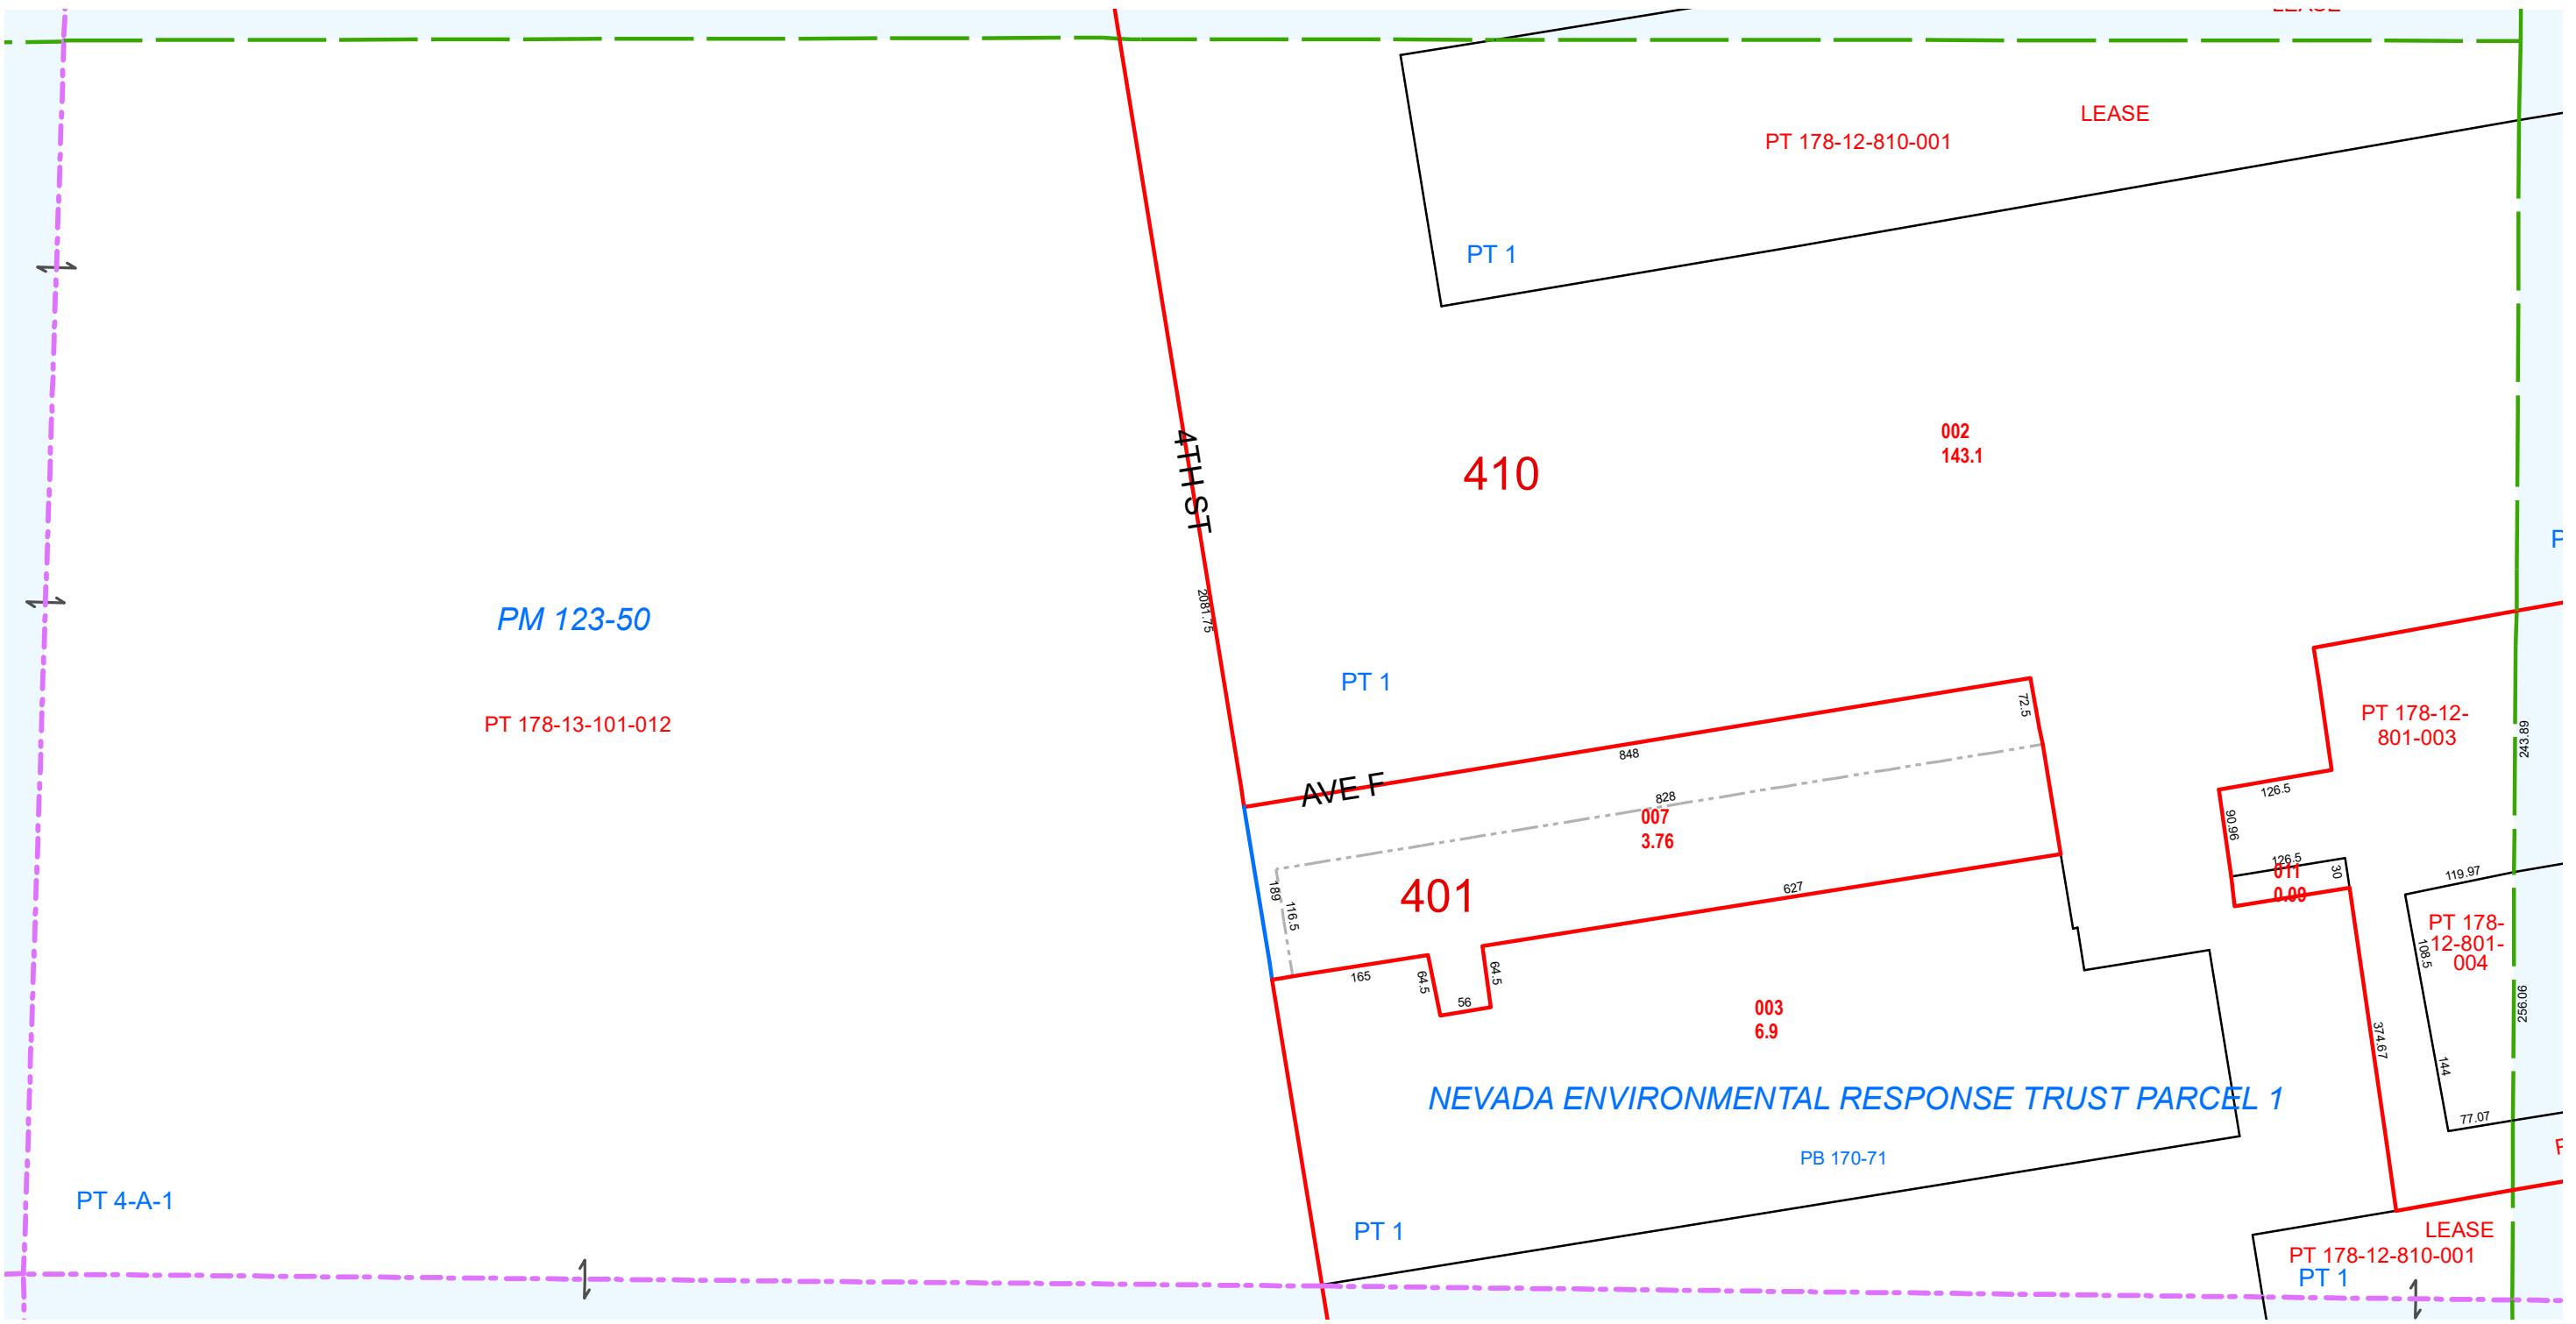 LEASE
LEASE
PT 178-12-810-001
PT 1
002
143.1
410
4TH ST
2081.75
PM 123-50
PT 178-13-101-012
PT 1
72.5
848
AVE F
828
007
3.76
PT 178-12-
801-003
243.89
126.5
90.96
126.5
30
011
0.09
119.97
189
116.5
401
627
PT 178-
12-801-
004
108.5
165
64.5
64.5
56
003
6.9
256.06
374.67
144
NEVADA ENVIRONMENTAL RESPONSE TRUST PARCEL 1
77.07
PB 170-71
PT 4-A-1
PT 1
LEASE
PT 178-12-810-001
PT 1